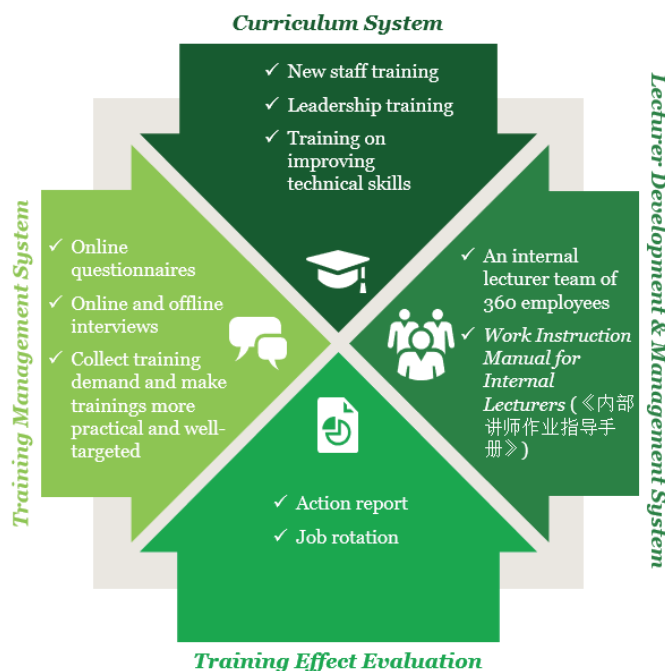 Curriculum System
✓ New staff training
✓ Leadership training
✓ Training on
improving
technical skills
Training Management System
✓ Online
questionnaires
✓ Online and offline
interviews
✓ Collect training
demand and make
trainings more
practical and well-
targeted
Lecturer Development & Management System
✓ An internal
lecturer team of
360 employees
✓ Work Instruction
Manual for
Internal
Lecturers (《内部
讲师作业指导手
册》)
✓ Action report
✓ Job rotation
Training Effect Evaluation